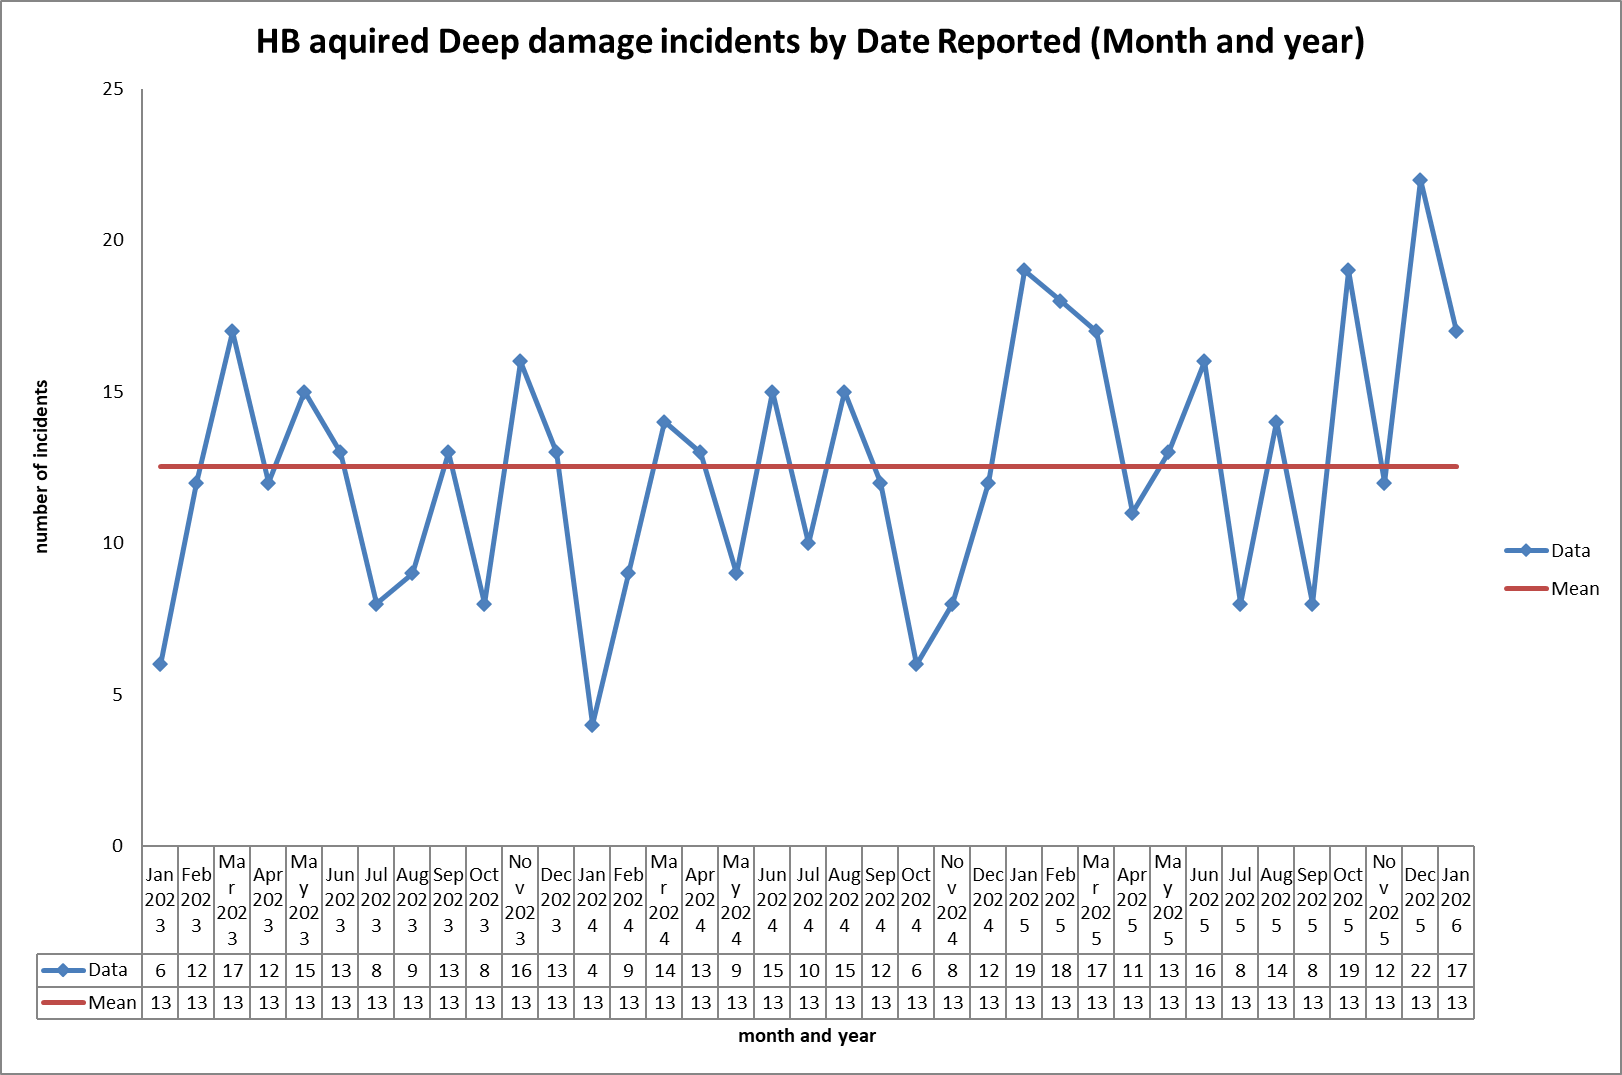 HB aquired Deep damage incidents by Date Reported (Month and year)
25
20
15
10
5
0
number of incidents
Data
Mean
Jan 2023 Feb 2023 Mar 2023 Apr 2023 May 2023 Jun 2023 Jul 2023 Aug 2023 Sep 2023 Oct 2023 Nov 2023 Dec 2023 Jan 2024 Feb 2024 Mar 2024 Apr 2024 May 2024 Jun 2024 Jul 2024 Aug 2024 Sep 2024 Oct 2024 Nov 2024 Dec 2024 Jan 2025 Feb 2025 Mar 2025 Apr 2025 May 2025 Jun 2025 Jul 2025 Aug 2025 Sep 2025 Oct 2025 Nov 2025 Dec 2025 Jan 2026
Data 6 12 17 12 15 13 8 9 13 8 16 13 4 9 14 13 9 15 10 15 12 6 8 12 19 18 17 11 13 16 8 14 8 19 12 22 17
Mean 13 13 13 13 13 13 13 13 13 13 13 13 13 13 13 13 13 13 13 13 13 13 13 13 13 13 13 13 13 13 13 13 13 13 13 13 13
month and year